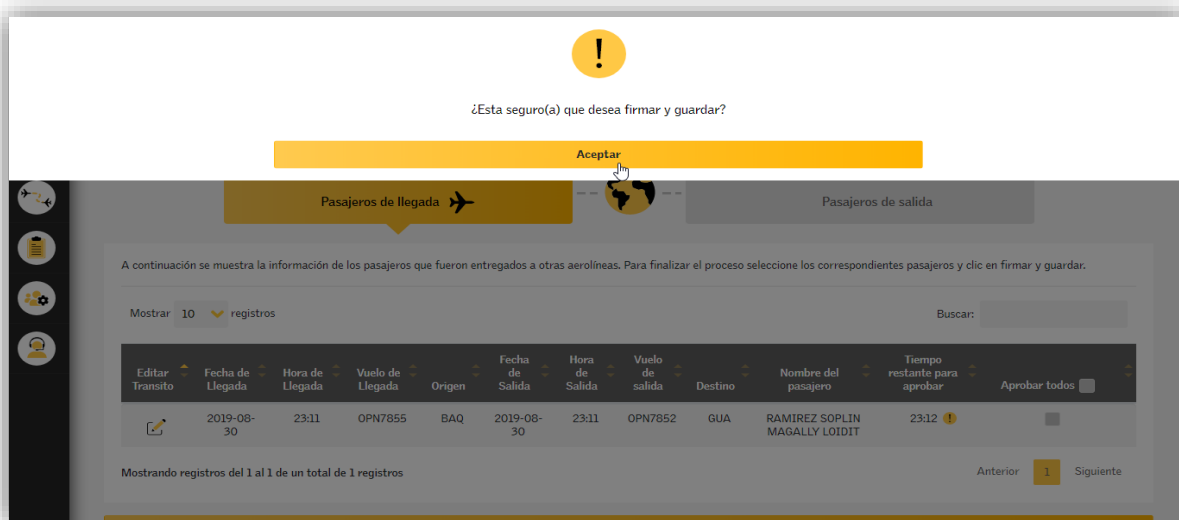 !
¿Esta seguro(a) que desea firmar y guardar?
Aceptar
Pasajeros de llegada
Pasajeros de salida
A continuación se muestra la información de los pasajeros que fueron entregados a otras aerolíneas. Para finalizar el proceso seleccione los correspondientes pasajeros y clic en firmar y guardar.
Mostrar 10 registros
Buscar:
Editar Transito
Fecha de Llegada
Hora de Llegada
Vuelo de Llegada
Origen
Fecha de Salida
Hora de Salida
Vuelo de salida
Destino
Nombre del pasajero
Tiempo restante para aprobar
Aprobar todos
2019-08-30
23:11
OPN7855
BAQ
2019-08-30
23:11
OPN7852
GUA
RAMIREZ SOPLIN MAGALLY LOIDIT
23:12 !
Mostrando registros del 1 al 1 de un total de 1 registros
Anterior 1 Siguiente